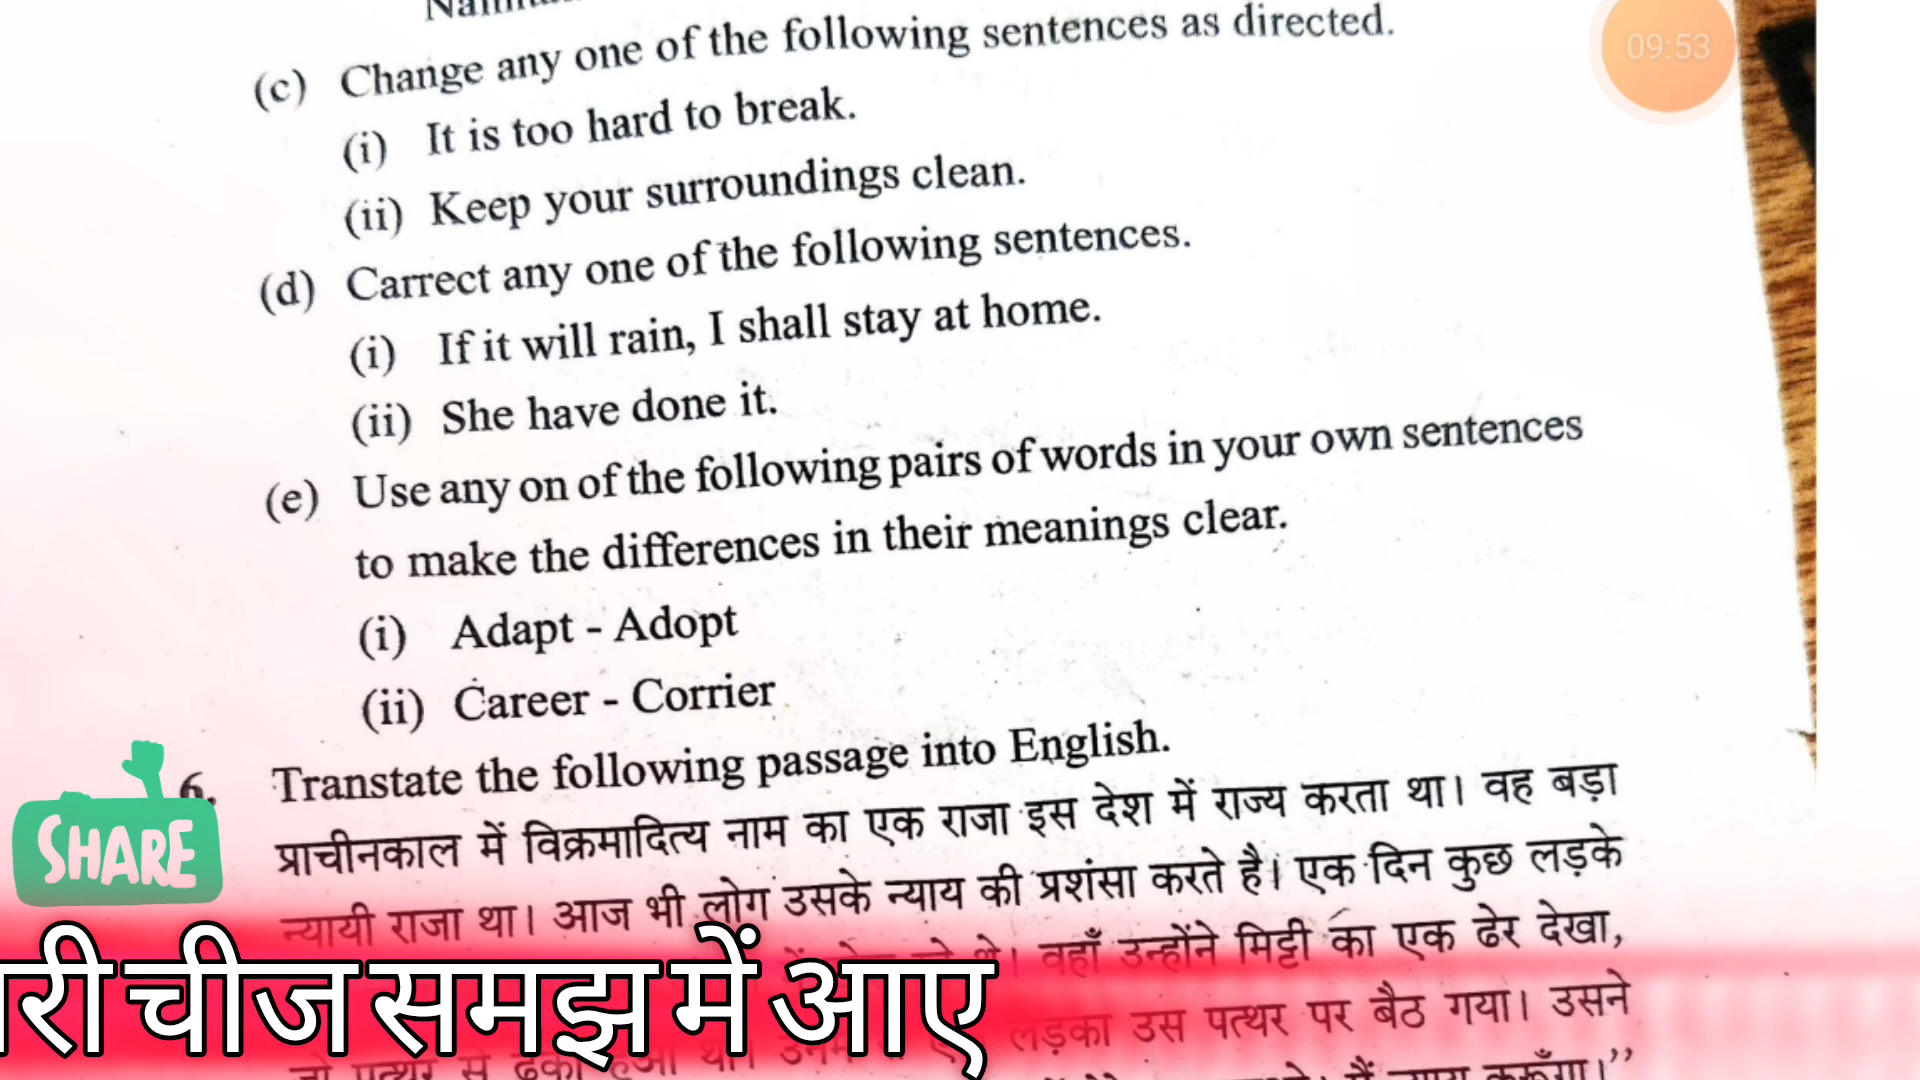 (c) Change any one of the following sentences as directed.
09:53
(i) It is too hard to break.
(ii) Keep your surroundings clean.
(d) Carrect any one of the following sentences.
(i) If it will rain, I shall stay at home.
(ii) She have done it.
(e) Use any on of the following pairs of words in your own sentences
to make the differences in their meanings clear.
(i) Adapt - Adopt
(ii) Career - Corrier
6. Transtate the following passage into English.
प्राचीनकाल में विक्रमादित्य नाम का एक राजा इस देश में राज्य करता था। वह बड़ा
SHARE
न्यायी राजा था। आज भी लोग उसके न्याय की प्रशंसा करते है। एक दिन कुछ लड़के
वहाँ उन्होंने मिट्टी का एक ढेर देखा,
री चीज समझ में आए
लड़का उस पत्थर पर बैठ गया। उसने